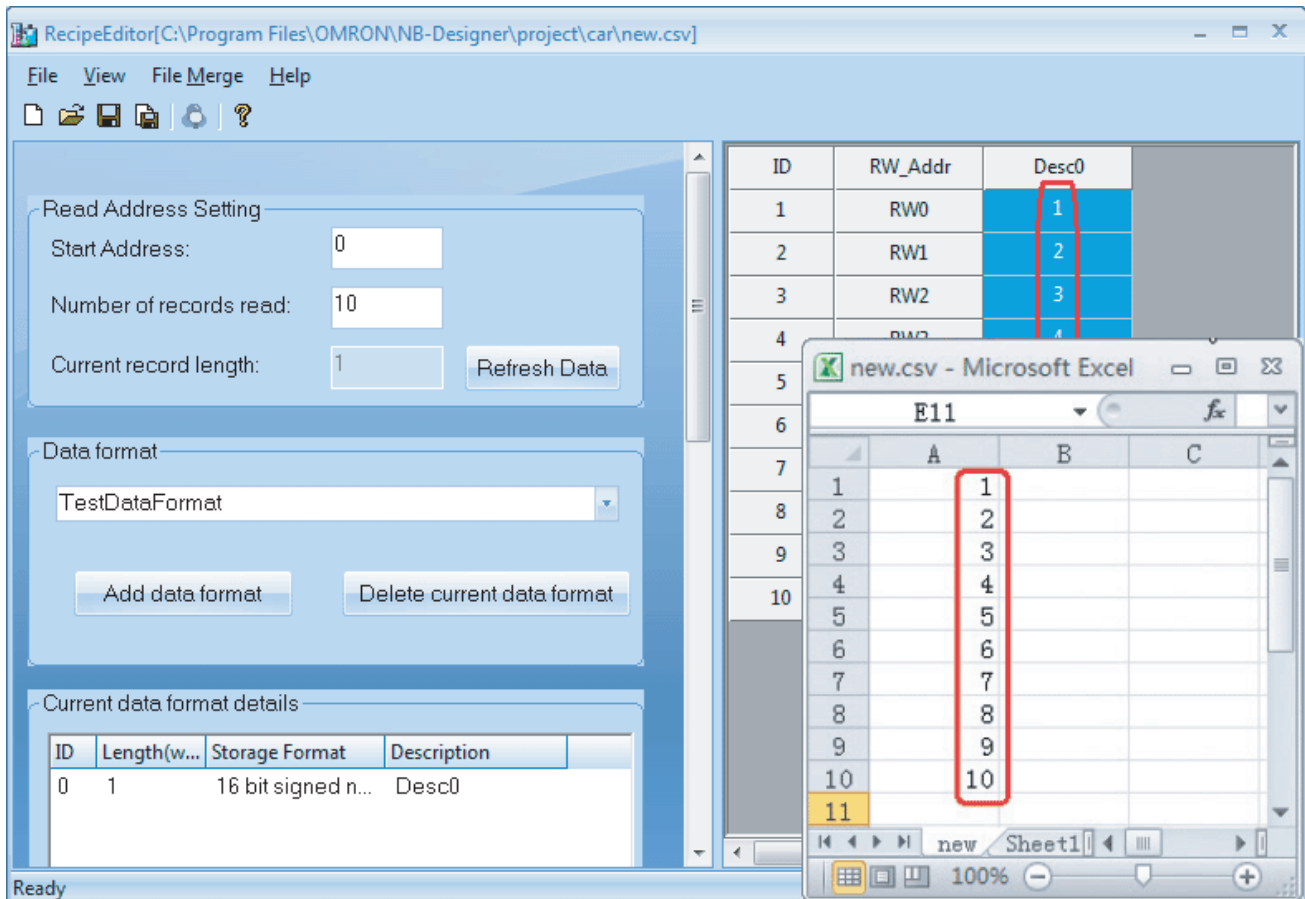 RecipeEditor[C:\Program Files\OMRON\NB-Designer\project\car\new.csv]
File View File Merge Help
Read Address Setting
Start Address: 0
Number of records read: 10
Current record length: 1 Refresh Data
Data format
TestDataFormat
Add data format Delete current data format
Current data format details
ID Length(w... Storage Format Description
0 1 16 bit signed n... Desc0
Ready
ID RW_Addr Desc0
1 RW0 1
2 RW1 2
3 RW2 3
4 RW3 4
5
6
7
8
9
10
new.csv - Microsoft Excel
E11 fx
A B C
1 1
2 2
3 3
4 4
5 5
6 6
7 7
8 8
9 9
10 10
11
new Sheet1
100%